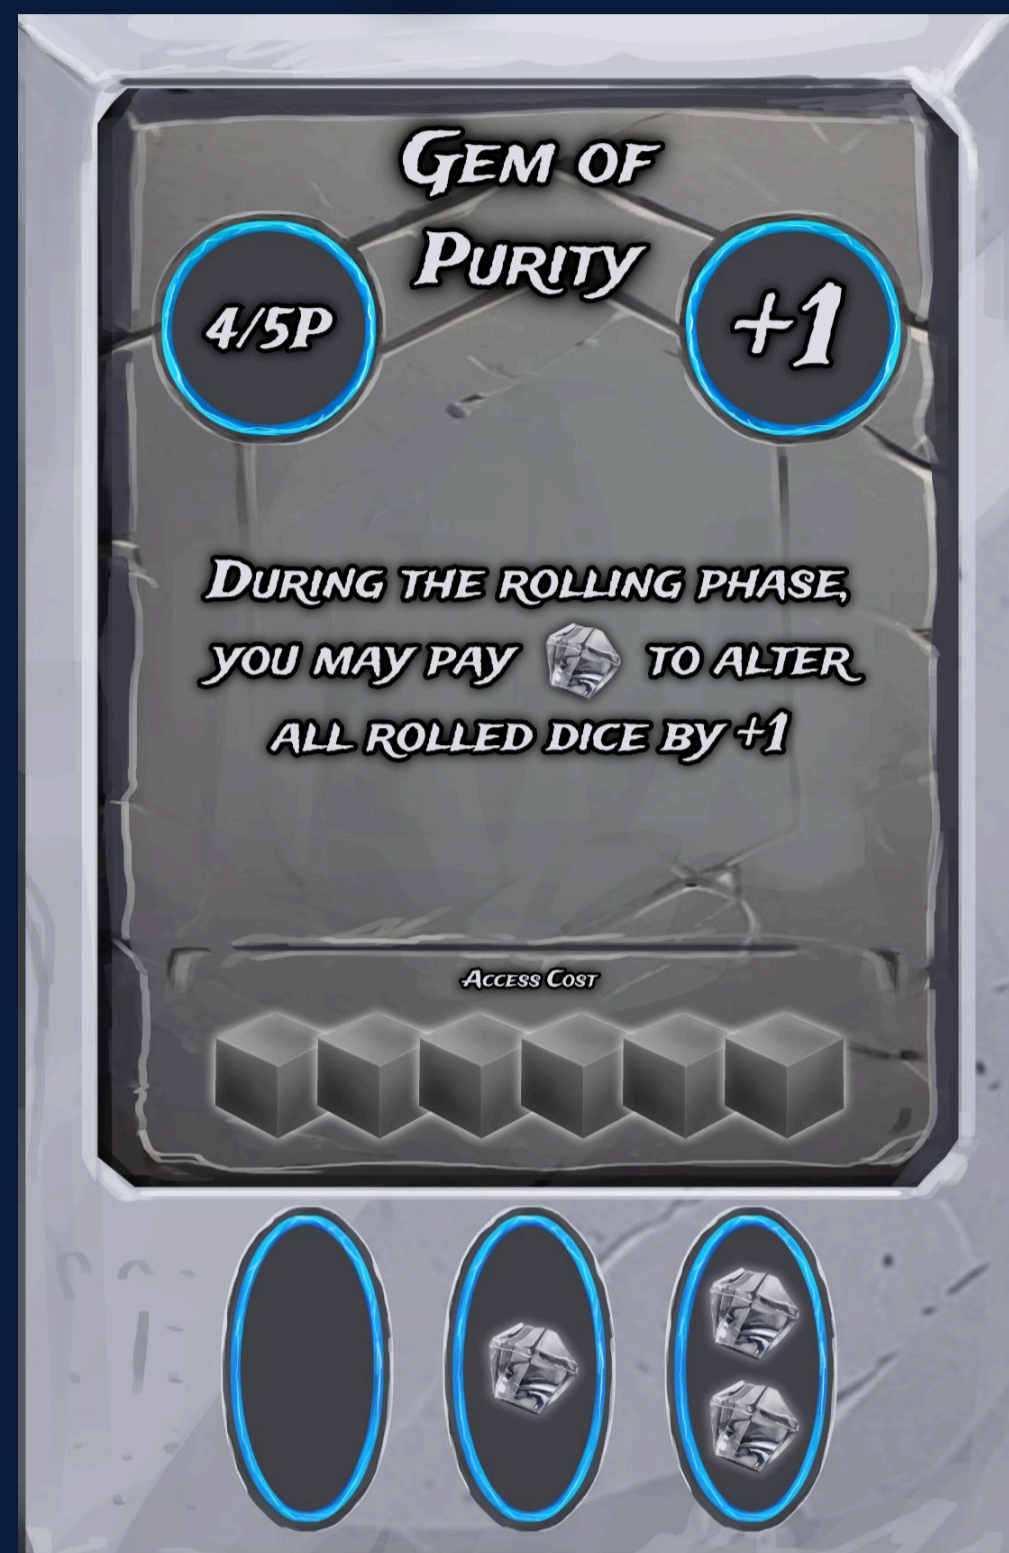 Gem of
Purity
4/5P
+1
During the rolling phase,
you may pay to alter
all rolled dice by +1
Access Cost